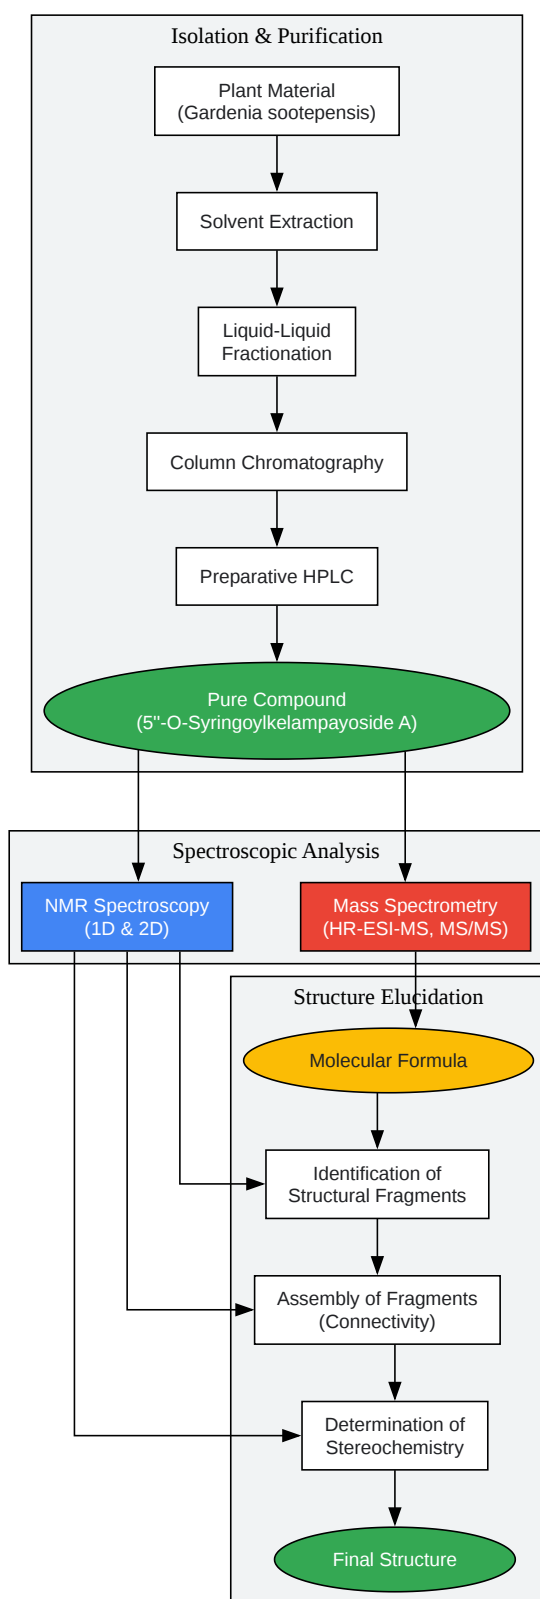 Isolation & Purification
Plant Material
(Gardenia sootepensis)
Solvent Extraction
Liquid-Liquid
Fractionation
Column Chromatography
Preparative HPLC
Pure Compound
(5"-O-Syringoylkelampayoside A)
Spectroscopic Analysis
NMR Spectroscopy
(1D & 2D)
Mass Spectrometry
(HR-ESI-MS, MS/MS)
Structure Elucidation
Molecular Formula
Identification of
Structural Fragments
Assembly of Fragments
(Connectivity)
Determination of
Stereochemistry
Final Structure